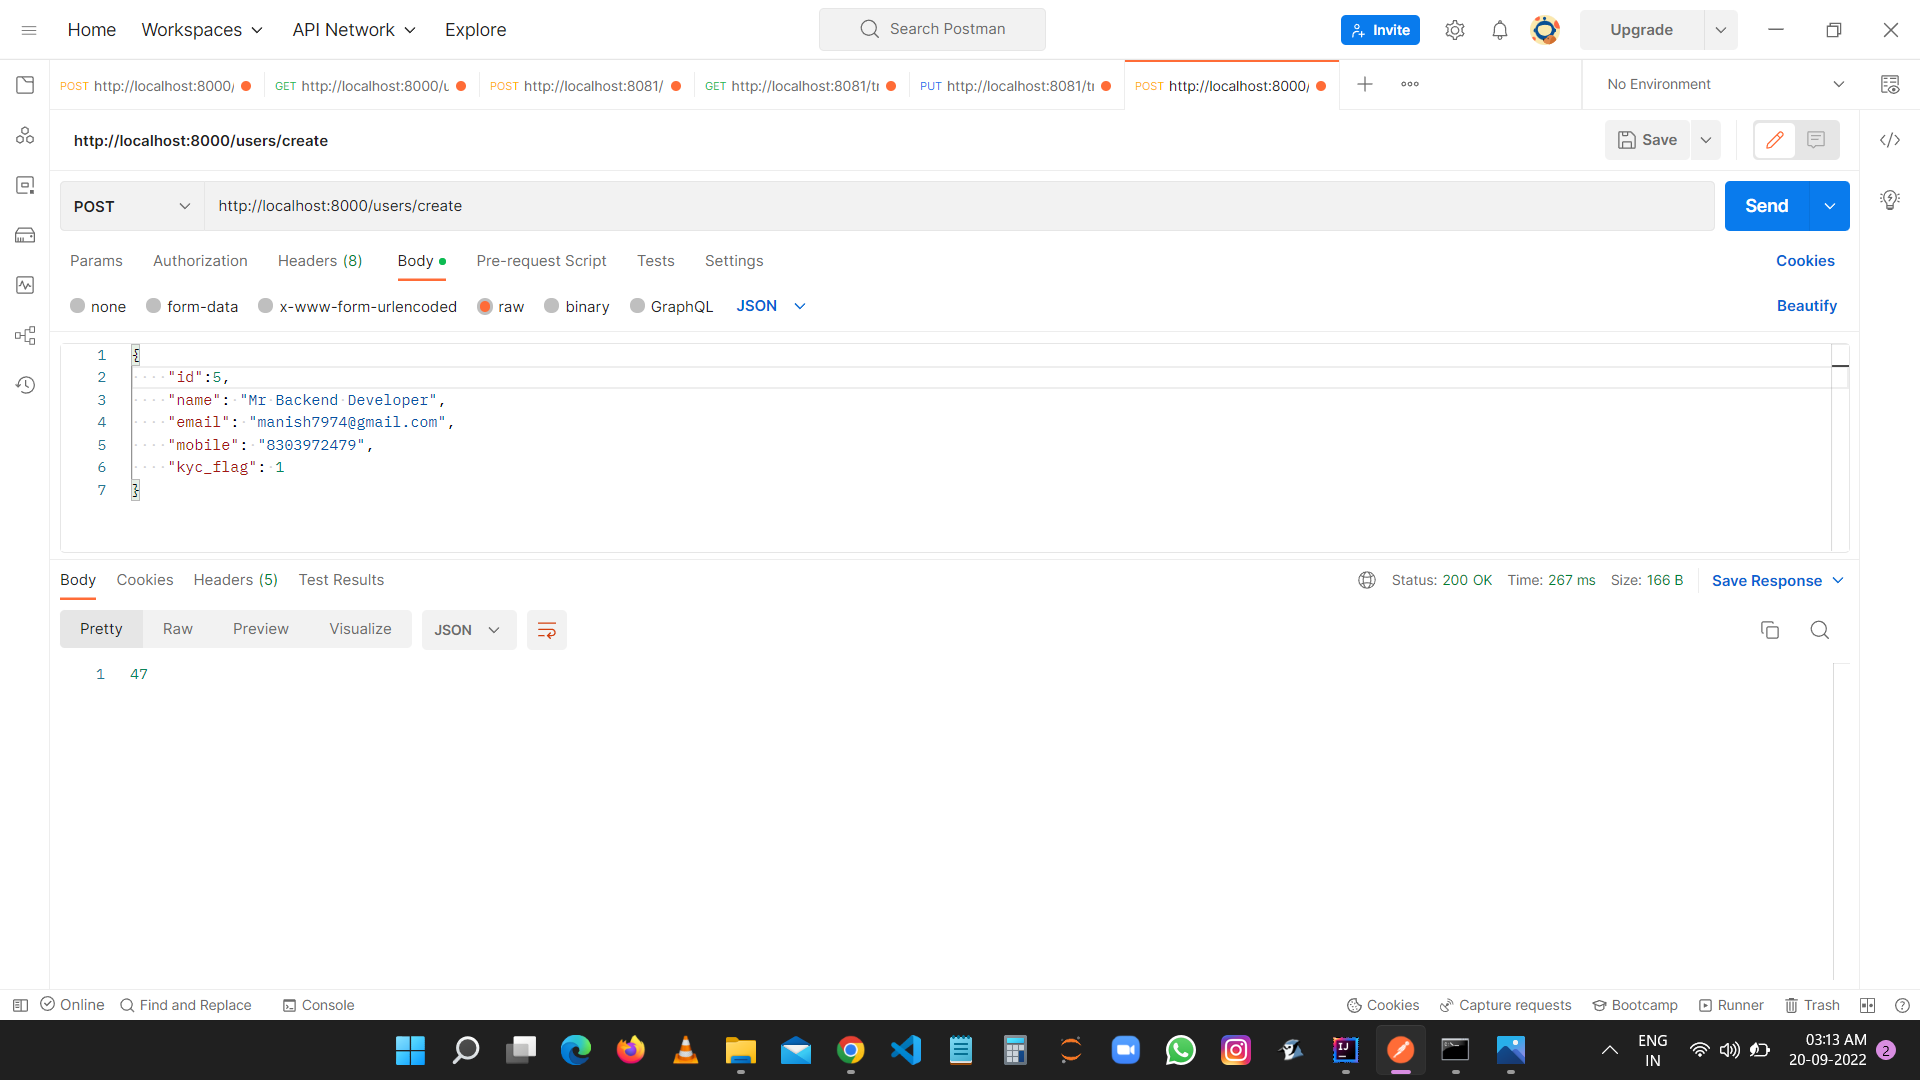 Home Workspaces API Network Explore Search Postman Invite Upgrade
POST http://localhost:8000/ GET http://localhost:8000/u POST http://localhost:8081/ GET http://localhost:8081/tr PUT http://localhost:8081/tr POST http://localhost:8000/ No Environment
http://localhost:8000/users/create Save
POST http://localhost:8000/users/create Send
Params Authorization Headers (8) Body Pre-request Script Tests Settings Cookies
none form-data x-www-form-urlencoded raw binary GraphQL JSON Beautify
1 {
2 "id":5,
3 "name": "Mr Backend Developer",
4 "email": "manish7974@gmail.com",
5 "mobile": "8303972479",
6 "kyc_flag": 1
7 }
Body Cookies Headers (5) Test Results Status: 200 OK Time: 267 ms Size: 166 B Save Response
Pretty Raw Preview Visualize JSON
1 47
Online Find and Replace Console Cookies Capture requests Bootcamp Runner Trash
ENG 03:13 AM
IN 20-09-2022 2